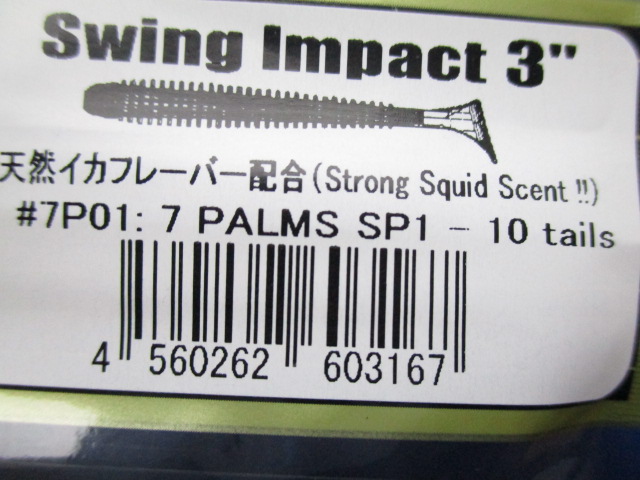 Swing Impact 3"
天然イカフレーバー配合(Strong Squid Scent!!)
#7P01: 7 PALMS SP1 - 10 tails
4 560262 603167